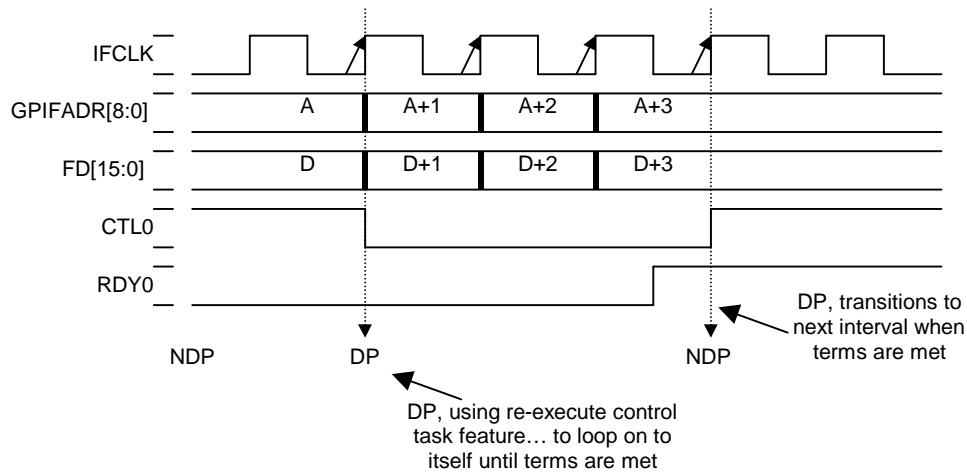 IFCLK
GPIFADR[8:0]
A
A+1
A+2
A+3
FD[15:0]
D
D+1
D+2
D+3
CTL0
RDY0
DP, transitions to
next interval when
terms are met
NDP
DP
NDP
DP, using re-execute control
task feature… to loop on to
itself until terms are met